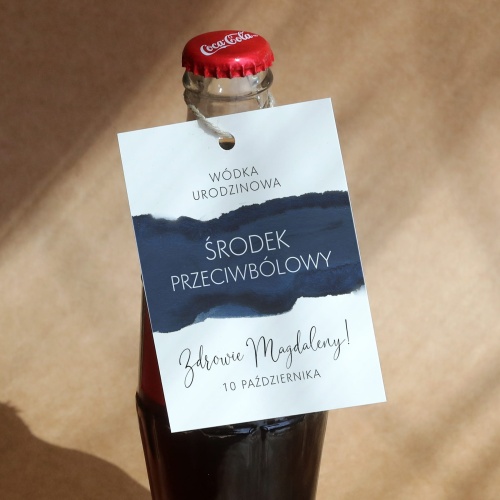 Coca-Cola
WÓDKA
URODZINOWA
ŚRODEK
PRZECIWBÓLOWY
Zdrowie Magdaleny!
10 PAŹDZIERNIKA